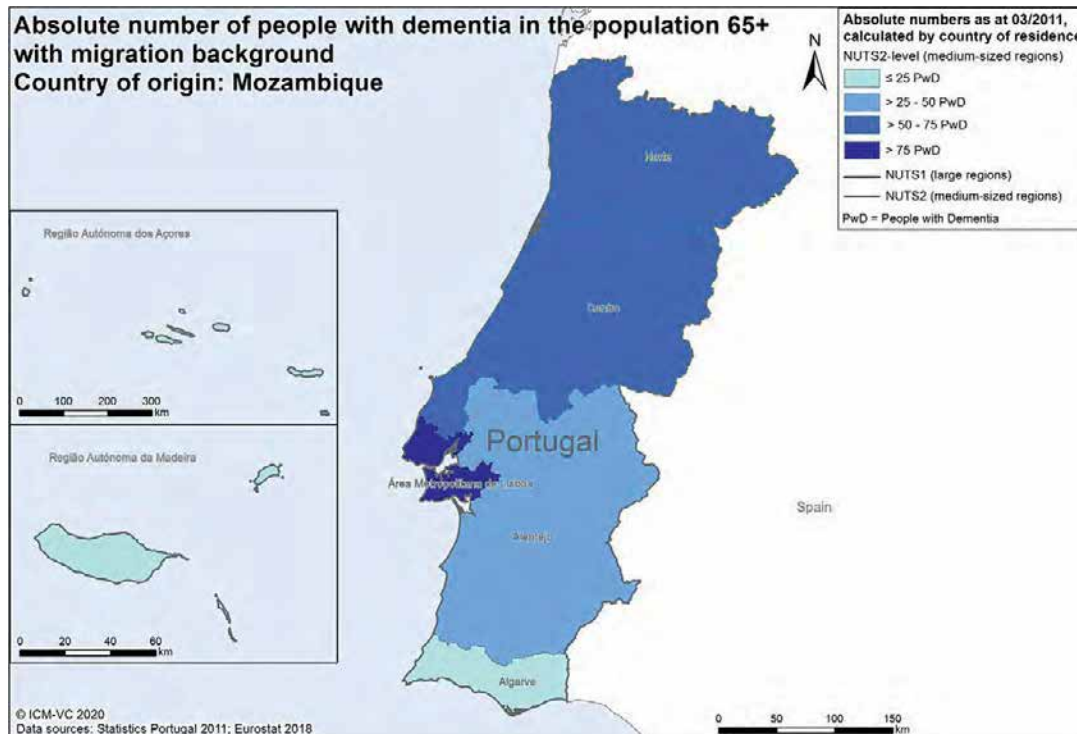 Absolute number of people with dementia in the population 65+
with migration background
Country of origin: Mozambique
N
Absolute numbers as at 03/2011,
calculated by country of residence
NUTS2-level (medium-sized regions)
≤ 25 PwD
> 25 - 50 PwD
> 50 - 75 PwD
> 75 PwD
NUTS1 (large regions)
NUTS2 (medium-sized regions)
PwD = People with Dementia
Norte
Região Autónoma dos Açores
Centro
0 100 200 300
km
Portugal
Região Autónoma da Madeira
Área Metropolitana de Lisboa
Spain
Alentejo
0 20 40 60
km
Algarve
© ICM-VC 2020
Data sources: Statistics Portugal 2011; Eurostat 2018
0 50 100 150
km